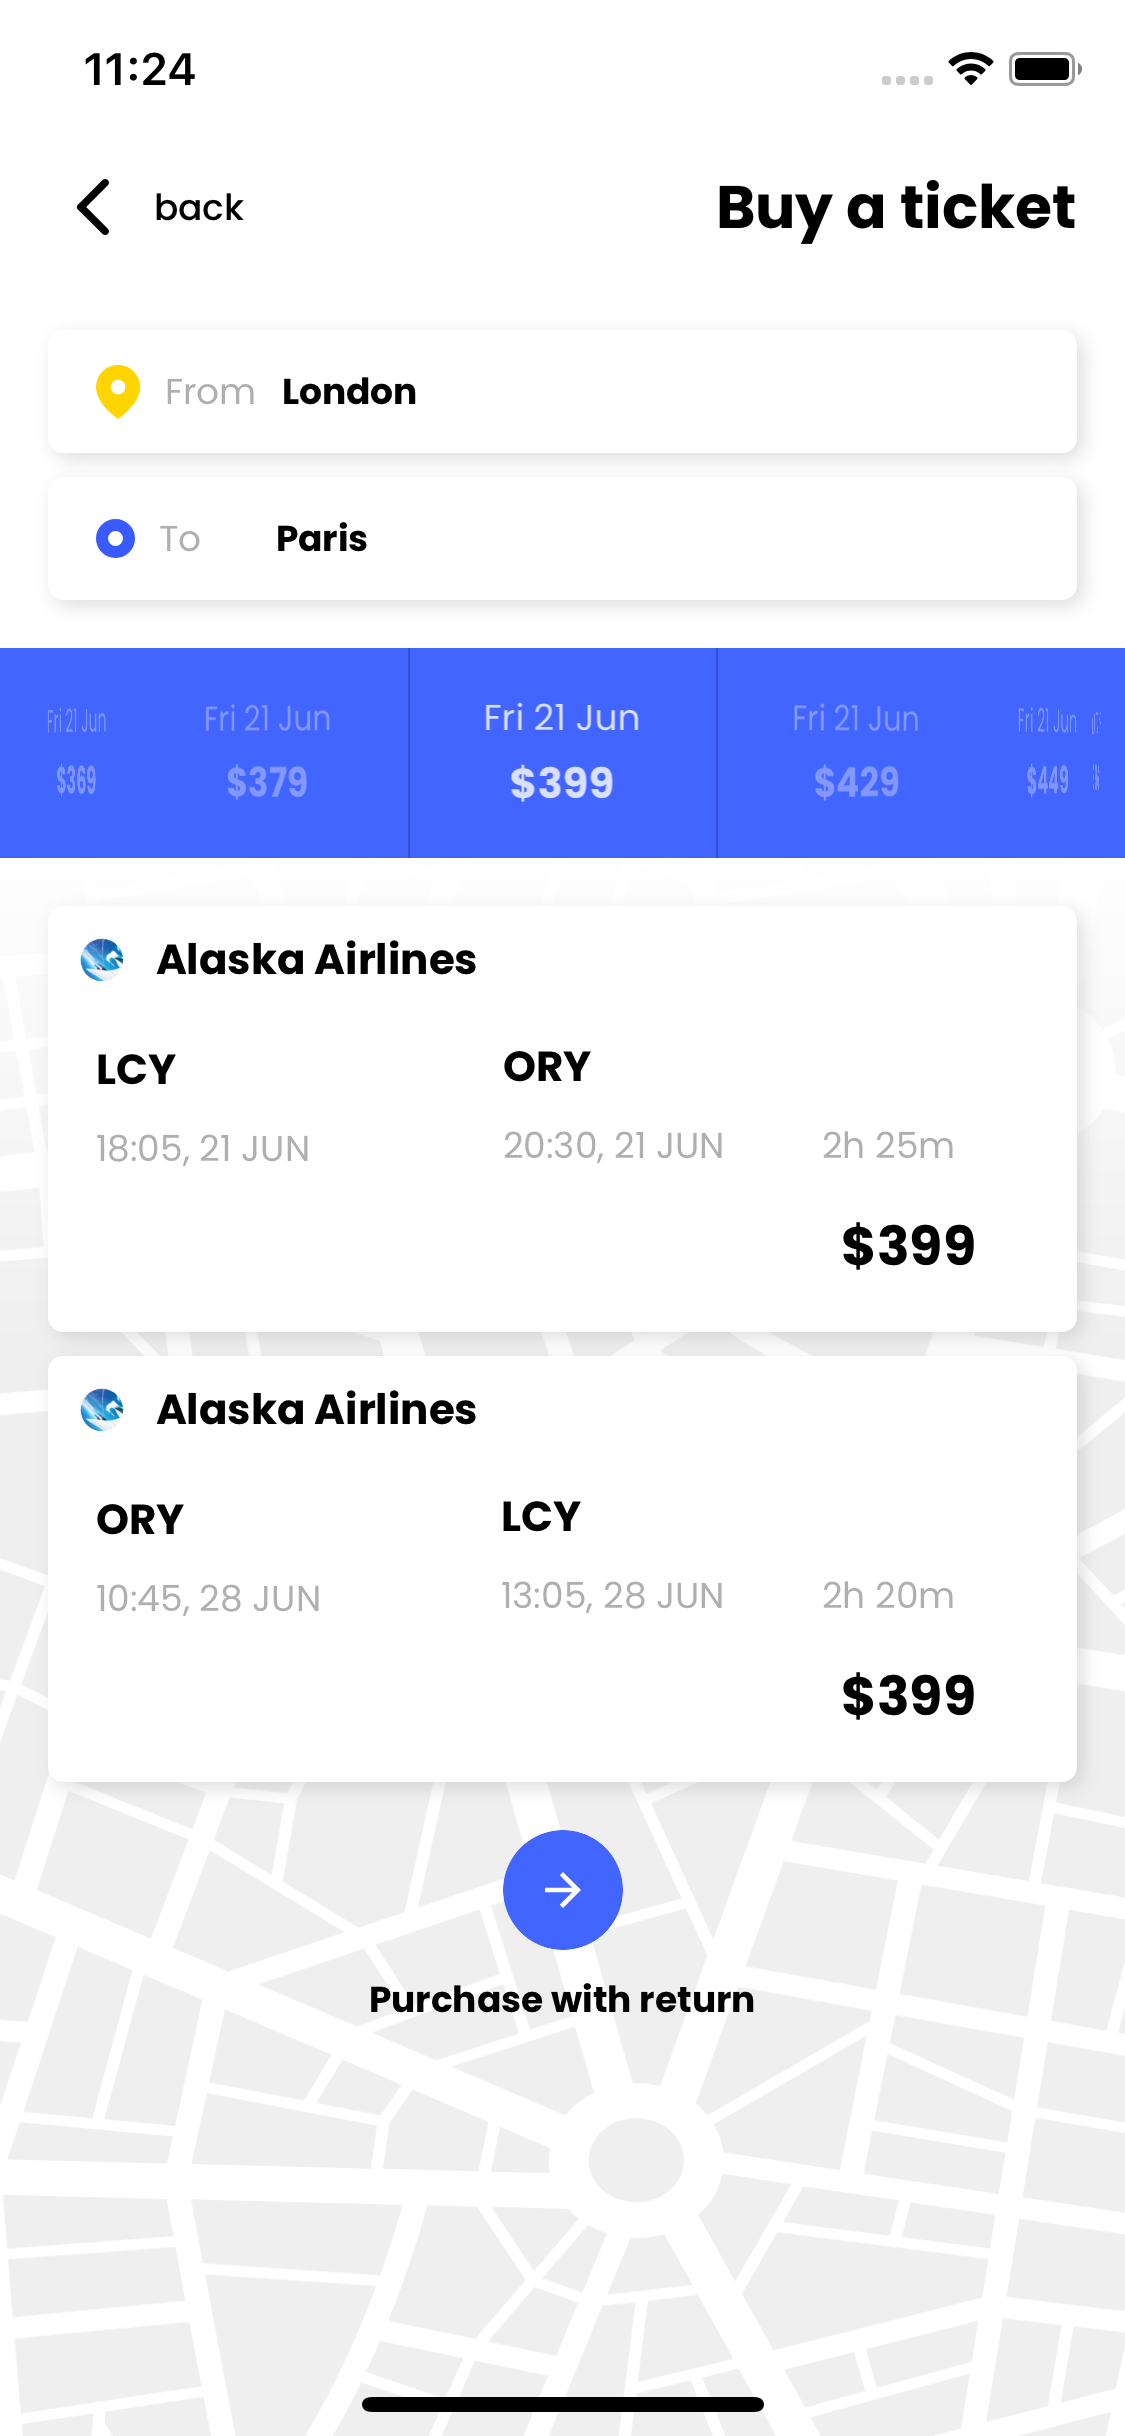 11:24
back
Buy a ticket
From London
To Paris
Fri 21 Jun Fri 21 Jun Fri 21 Jun Fri 21 Jun Fri 21 Jun
$369 $379 $399 $429 $449
Alaska Airlines
LCY ORY
18:05, 21 JUN 20:30, 21 JUN 2h 25m
$399
Alaska Airlines
ORY LCY
10:45, 28 JUN 13:05, 28 JUN 2h 20m
$399
Purchase with return